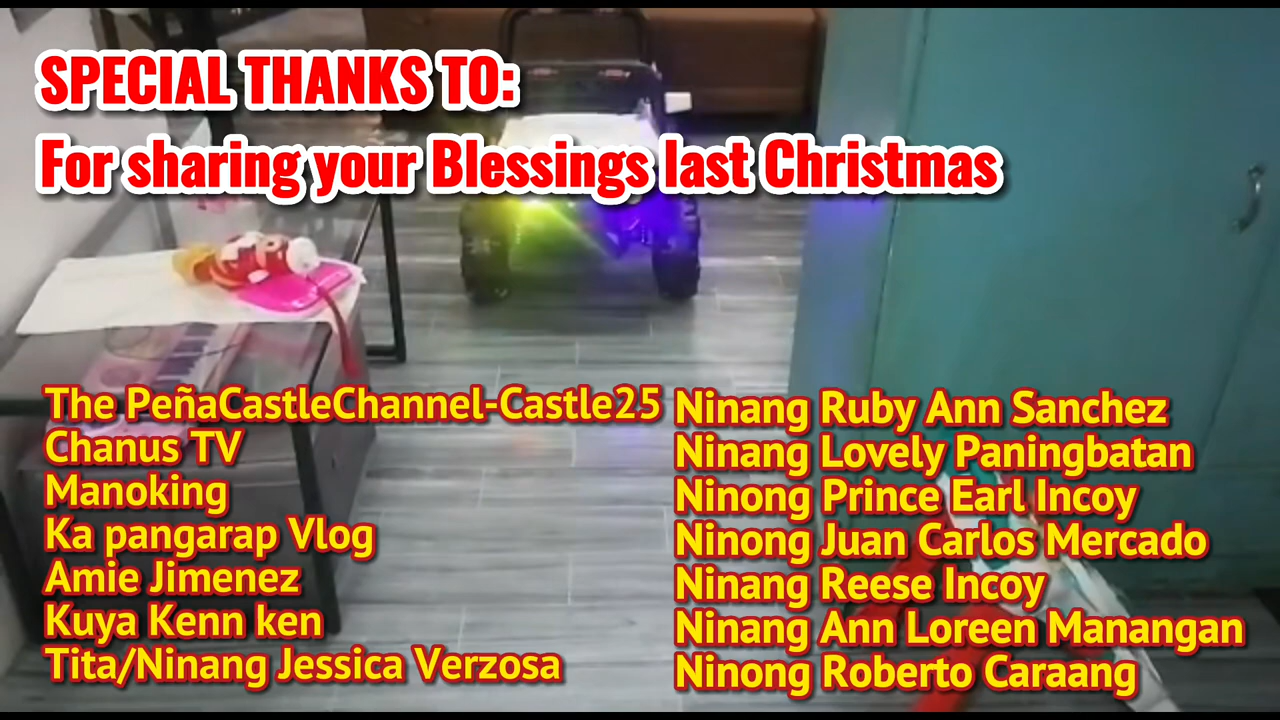 SPECIAL THANKS TO:
For sharing your Blessings last Christmas
The PeñaCastleChannel-Castle25
Chanus TV
Manoking
Ka pangarap Vlog
Amie Jimenez
Kuya Kenn ken
Tita/Ninang Jessica Verzosa
Ninang Ruby Ann Sanchez
Ninang Lovely Paningbatan
Ninong Prince Earl Incoy
Ninong Juan Carlos Mercado
Ninang Reese Incoy
Ninang Ann Loreen Manangan
Ninong Roberto Caraang